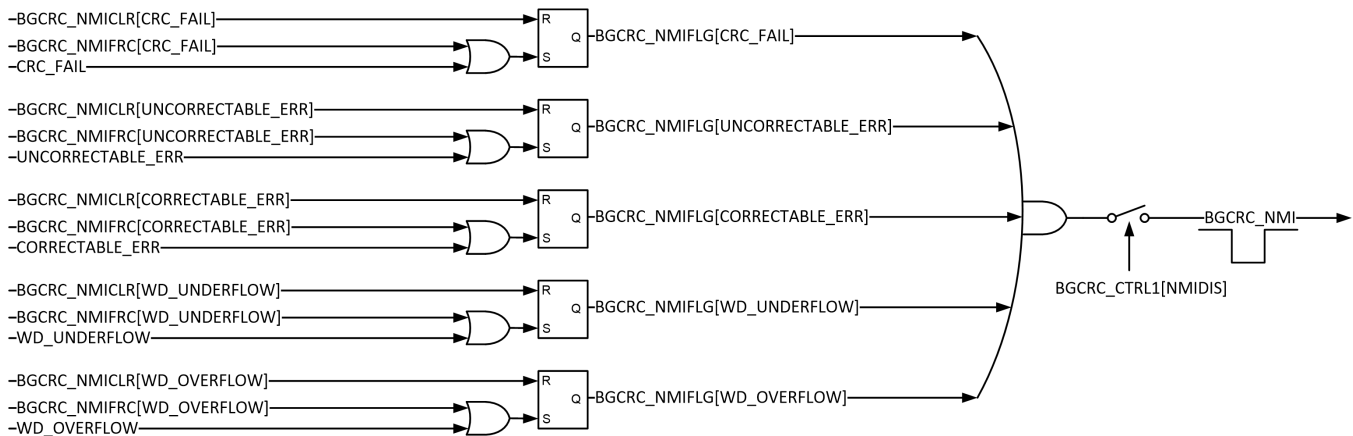 BGCRC_NMICLR[CRC_FAIL]
R
BGCRC_NMIFRC[CRC_FAIL]
Q
BGCRC_NMIFLG[CRC_FAIL]
CRC_FAIL
S
BGCRC_NMICLR[UNCORRECTABLE_ERR]
R
BGCRC_NMIFRC[UNCORRECTABLE_ERR]
Q
BGCRC_NMIFLG[UNCORRECTABLE_ERR]
UNCORRECTABLE_ERR
S
BGCRC_NMICLR[CORRECTABLE_ERR]
R
BGCRC_NMIFRC[CORRECTABLE_ERR]
Q
BGCRC_NMIFLG[CORRECTABLE_ERR]
CORRECTABLE_ERR
S
BGCRC_NMI
BGCRC_CTRL1[NMIDIS]
BGCRC_NMICLR[WD_UNDERFLOW]
R
BGCRC_NMIFRC[WD_UNDERFLOW]
Q
BGCRC_NMIFLG[WD_UNDERFLOW]
WD_UNDERFLOW
S
BGCRC_NMICLR[WD_OVERFLOW]
R
BGCRC_NMIFRC[WD_OVERFLOW]
Q
BGCRC_NMIFLG[WD_OVERFLOW]
WD_OVERFLOW
S